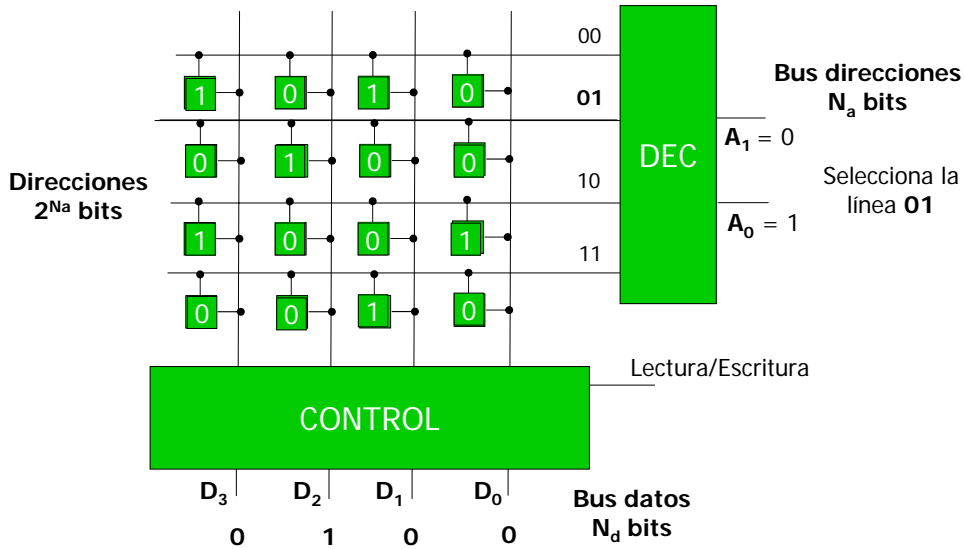 00
1 0 1 0
01
Bus direcciones
Na bits
A1 = 0
0 1 0 0
DEC
Direcciones
2Na bits
10
Selecciona la
línea 01
A0 = 1
1 0 0 1
11
0 0 1 0
Lectura/Escritura
CONTROL
D3 D2 D1 D0
0 1 0 0
Bus datos
Nd bits